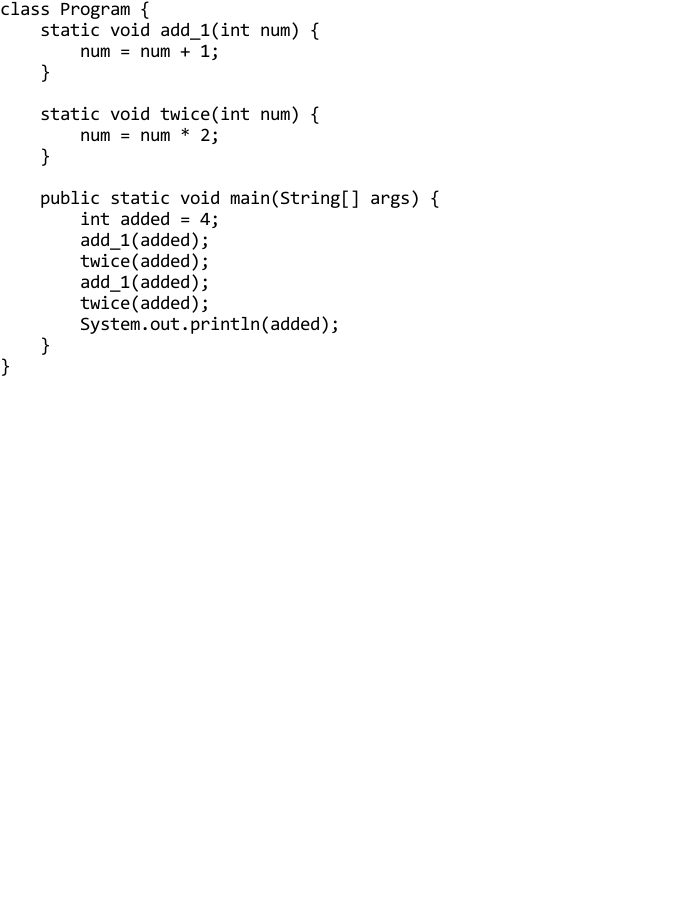 class Program {
    static void add_1(int num) {
        num = num + 1;
    }

    static void twice(int num) {
        num = num * 2;
    }

    public static void main(String[] args) {
        int added = 4;
        add_1(added);
        twice(added);
        add_1(added);
        twice(added);
        System.out.println(added);
    }
}